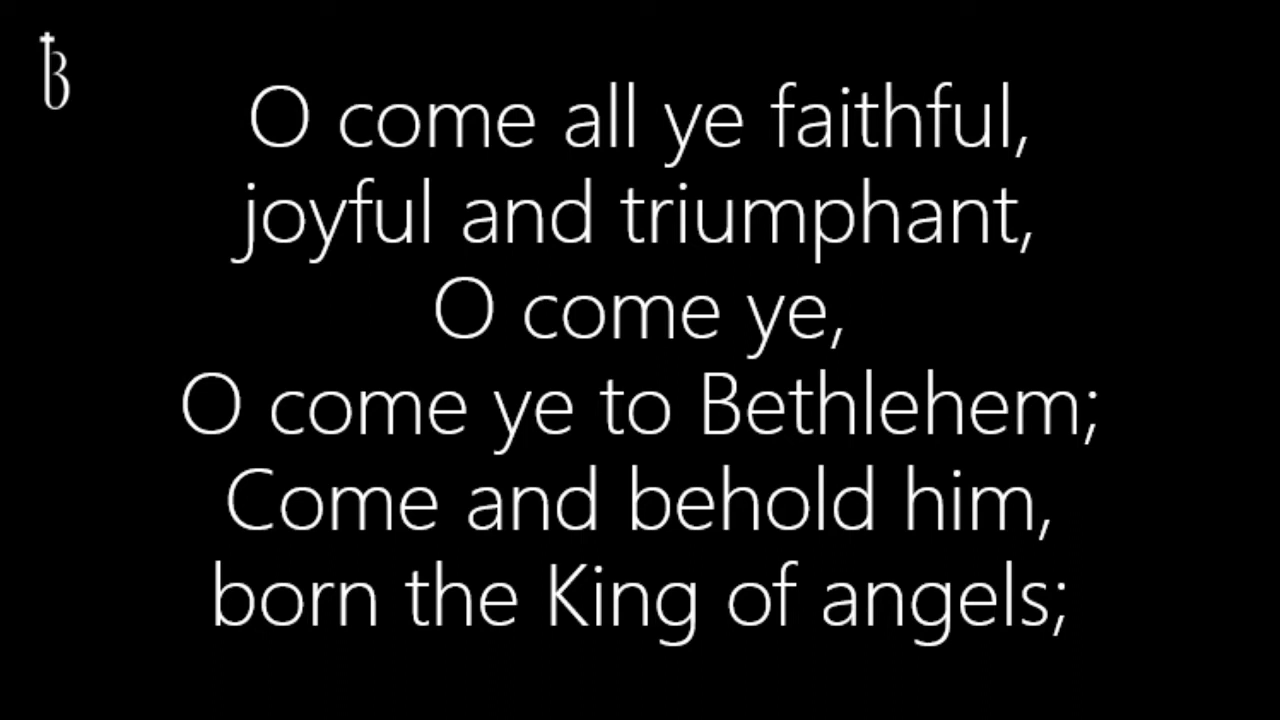 B
O come all ye faithful,
joyful and triumphant,
O come ye,
O come ye to Bethlehem;
Come and behold him,
born the King of angels;